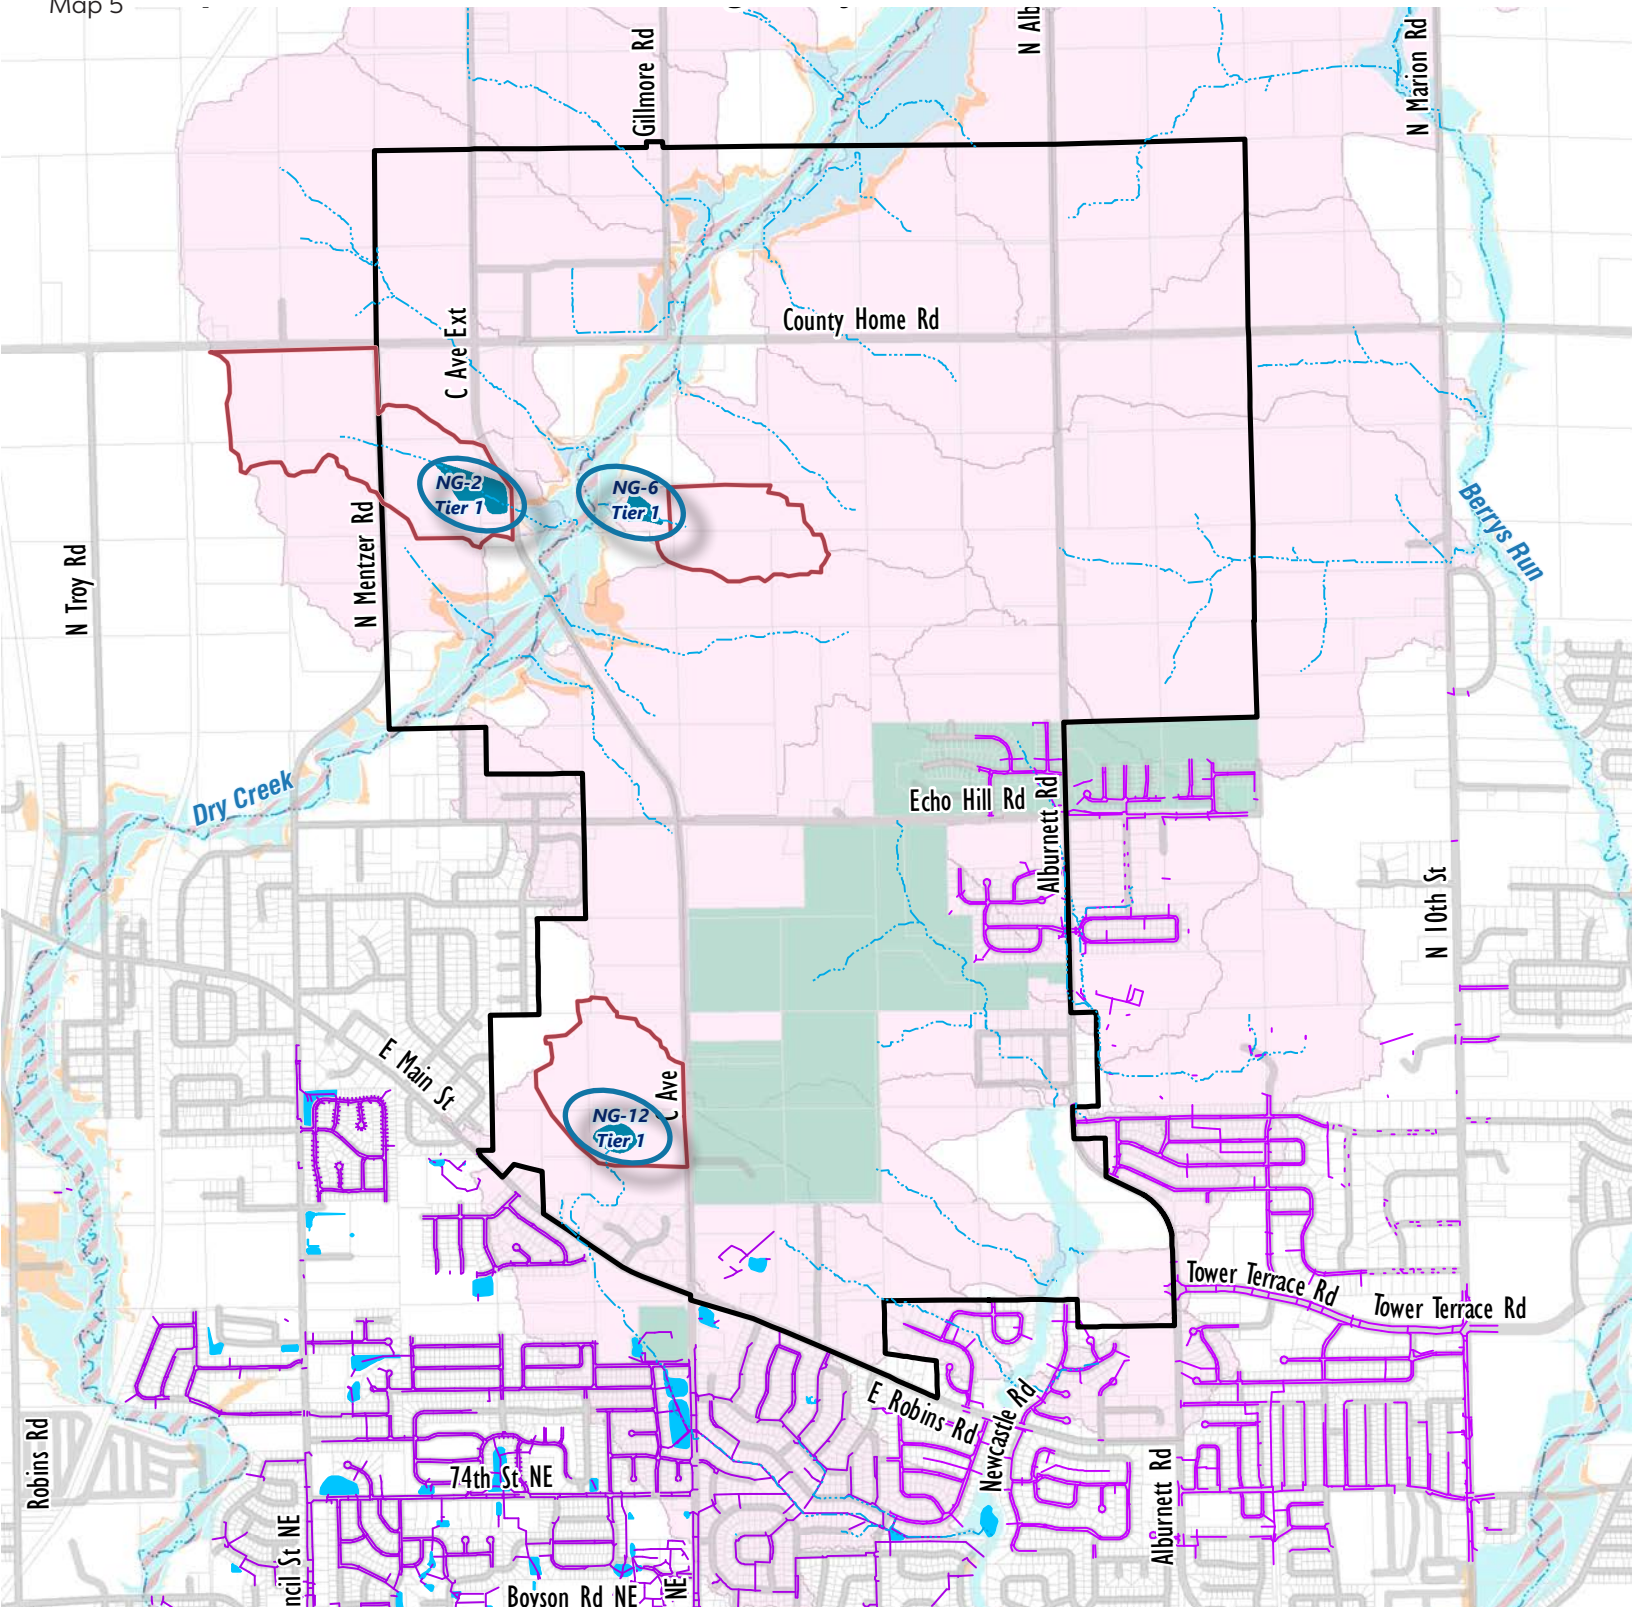 Map 5
Gillmore Rd
N Alb
N Marion Rd
County Home Rd
C Ave Ext
NG-2
Tier 1
NG-6
Tier 1
N Mentzer Rd
N Troy Rd
Berrys Run
Dry Creek
Echo Hill Rd
Alburnett Rd
N 10th St
E Main St
C Ave
NG-12
Tier 1
Tower Terrace Rd
Tower Terrace Rd
E Robins Rd
Newcastle Rd
Robins Rd
74th St NE
Alburnett Rd
ncil St NE
Boyson Rd NE
NE